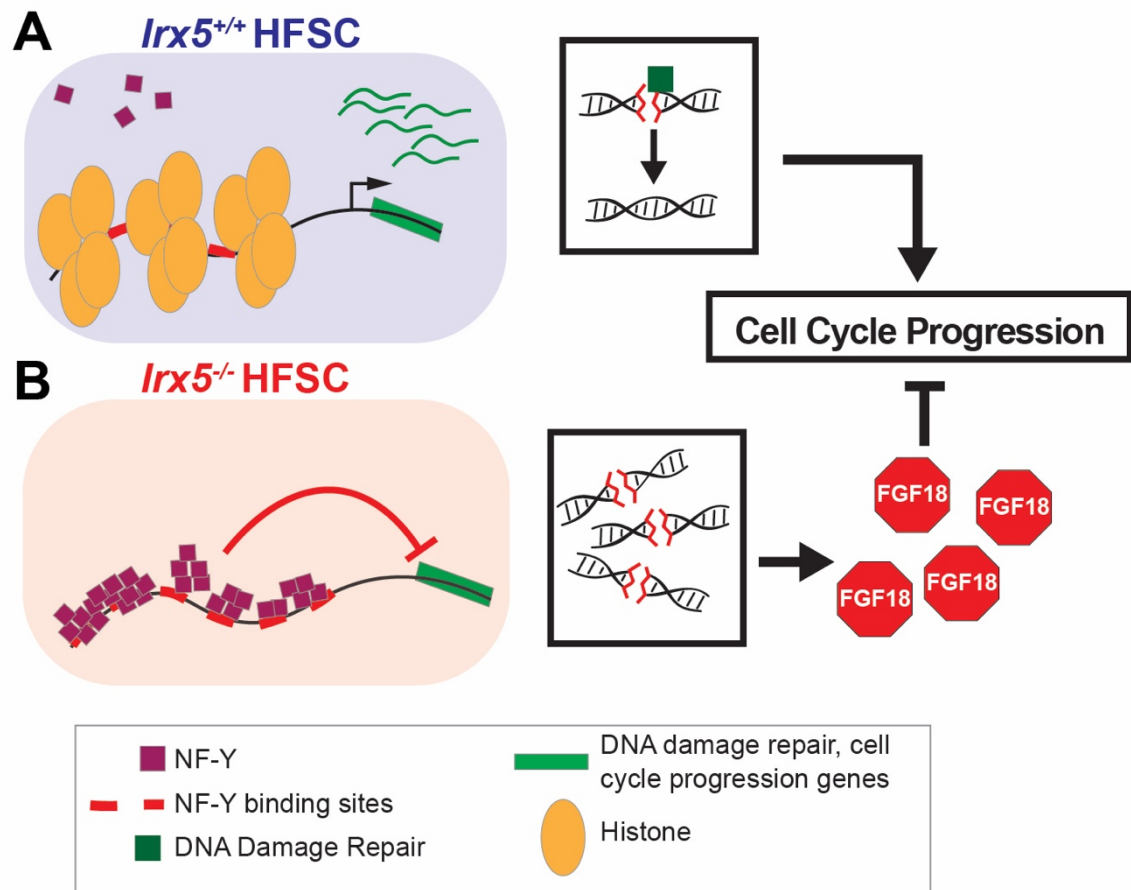 A
Irx5+/+ HFSC
Cell Cycle Progression
B
Irx5-/- HFSC
FGF18
FGF18
FGF18
FGF18
NF-Y
NF-Y binding sites
DNA Damage Repair
DNA damage repair, cell
cycle progression genes
Histone